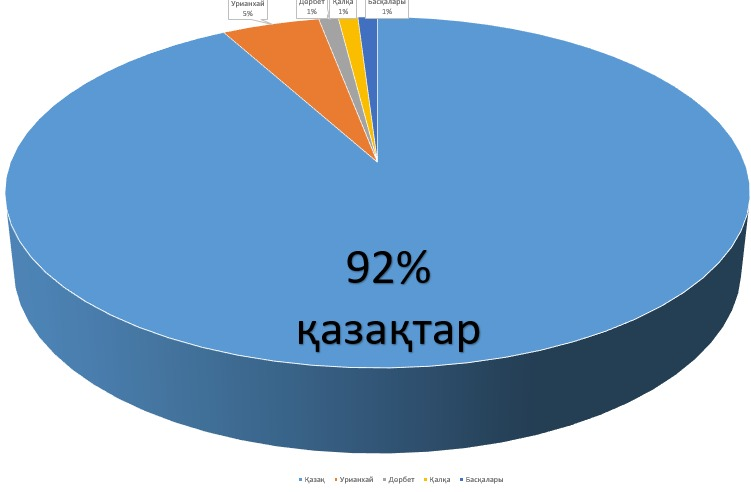 Урианхай
5%
Дорбет
1%
Қалқа
1%
Басқалары
1%
92%
қазақтар
Қазақ Урианхай Дорбет Қалқа Басқалары